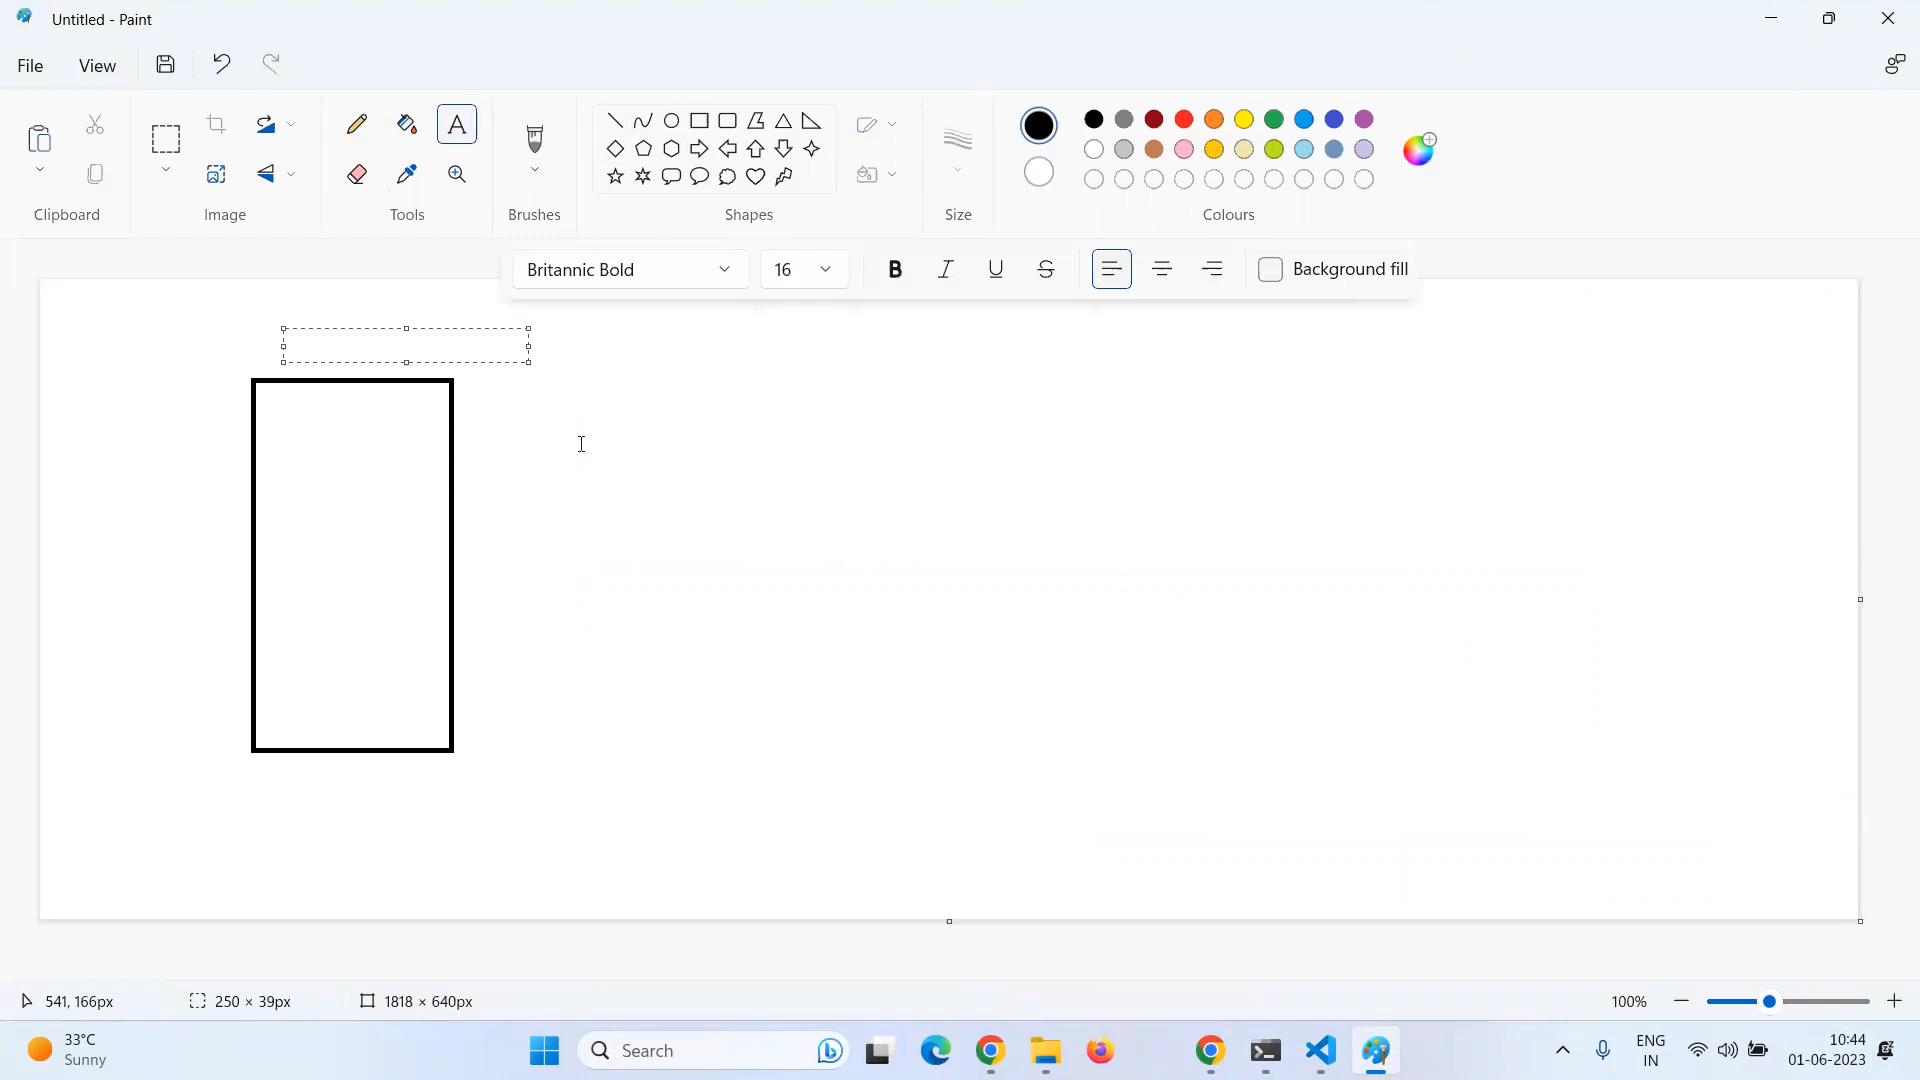 Untitled - Paint
File View
Clipboard Image Tools Brushes Shapes Size Colours
Britannic Bold 16 B I U S Background fill
541, 166px 250 × 39px 1818 × 640px 100%
33°C
Sunny
Search
ENG
IN
10:44
01-06-2023